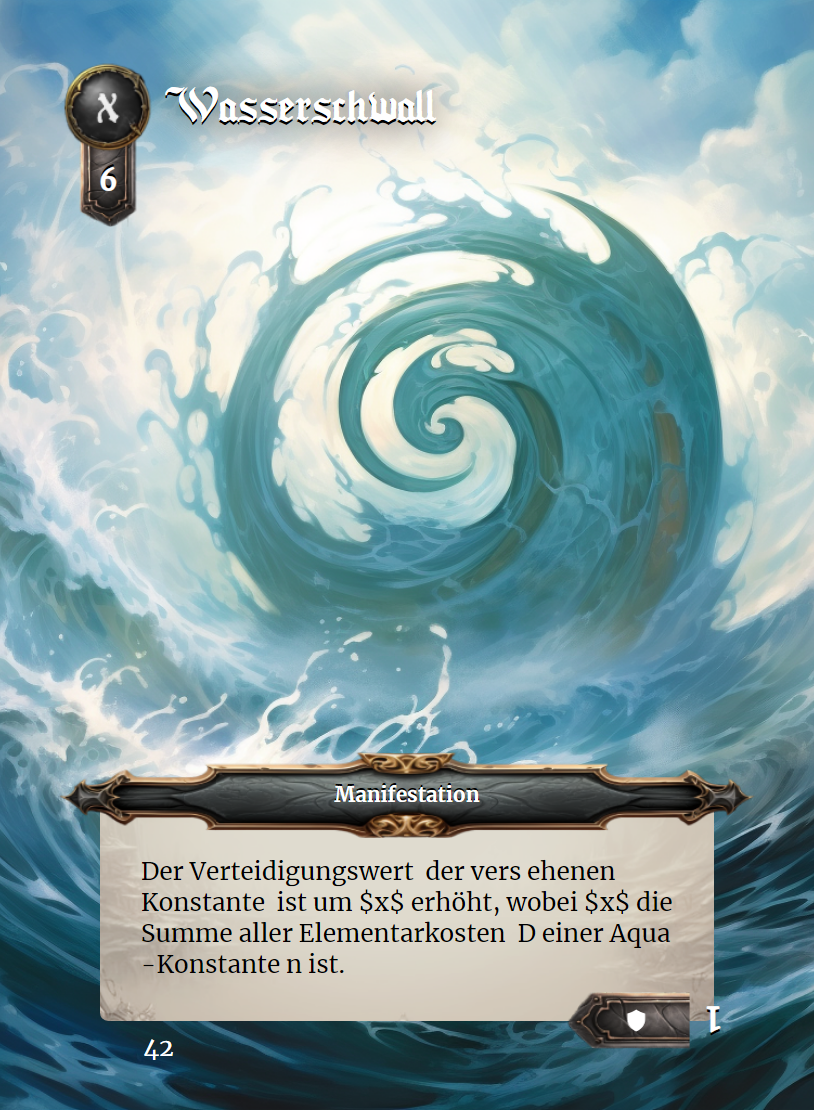 Wasserschwall
6
Manifestation
Der Verteidigungswert der vers ehenen
Konstante ist um $x$ erhöht, wobei $x$ die
Summe aller Elementarkosten D einer Aqua
-Konstante n ist.
1
42